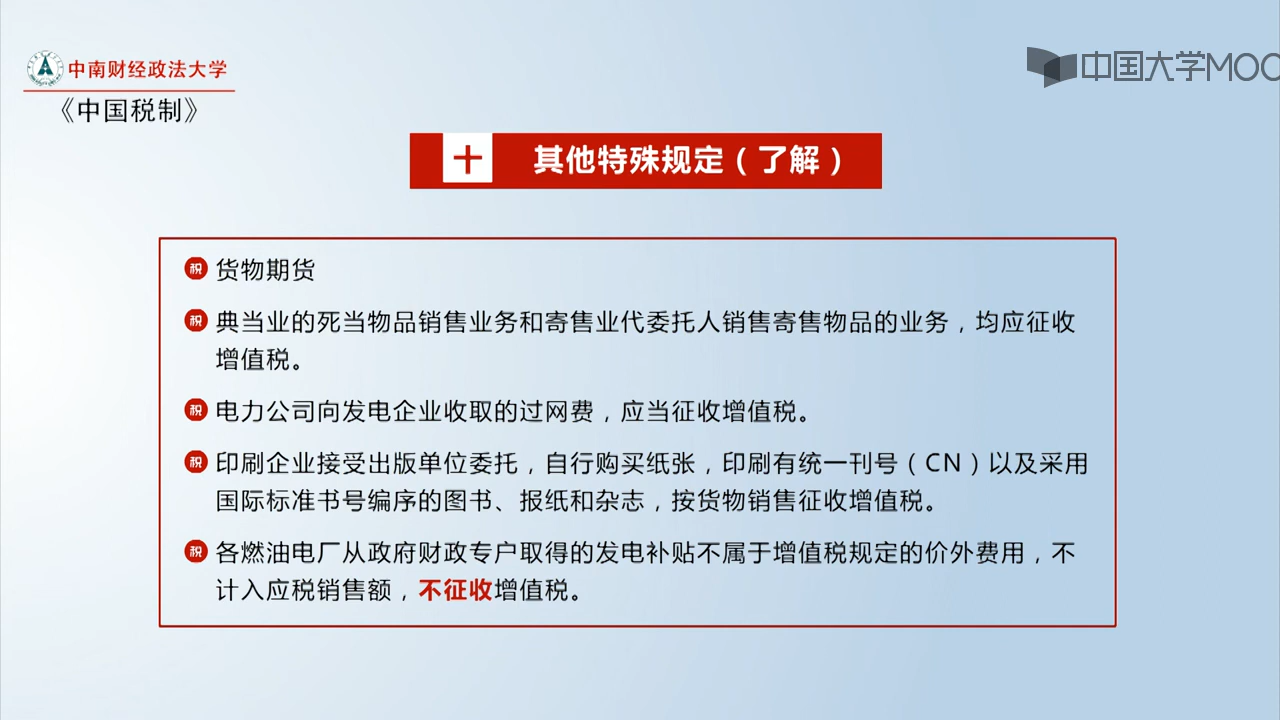 中南财经政法大学
《中国税制》
中国大学MOO
十 其他特殊规定（了解）
税 货物期货
税 典当业的死当物品销售业务和寄售业代委托人销售寄售物品的业务，均应征收
增值税。
税 电力公司向发电企业收取的过网费，应当征收增值税。
税 印刷企业接受出版单位委托，自行购买纸张，印刷有统一刊号（CN）以及采用
国际标准书号编序的图书、报纸和杂志，按货物销售征收增值税。
税 各燃油电厂从政府财政专户取得的发电补贴不属于增值税规定的价外费用，不
计入应税销售额，不征收增值税。